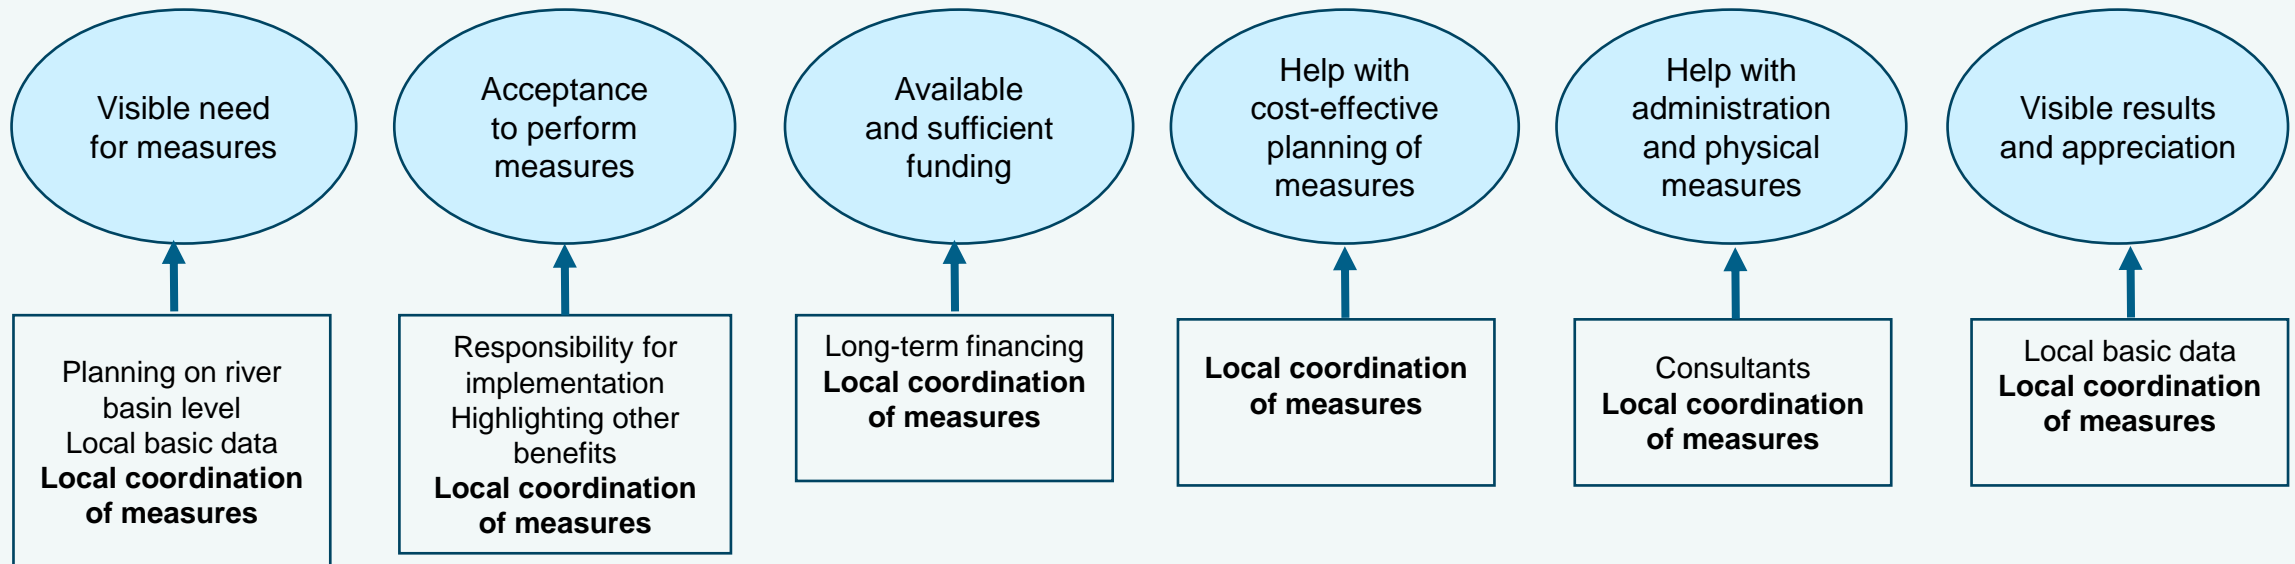 Visible need
for measures
Acceptance
to perform
measures
Available
and sufficient
funding
Help with
cost-effective
planning of
measures
Help with
administration
and physical
measures
Visible results
and appreciation
Planning on river
basin level
Local basic data
Local coordination
of measures
Responsibility for
implementation
Highlighting other
benefits
Local coordination
of measures
Long-term financing
Local coordination
of measures
Local coordination
of measures
Consultants
Local coordination
of measures
Local basic data
Local coordination
of measures